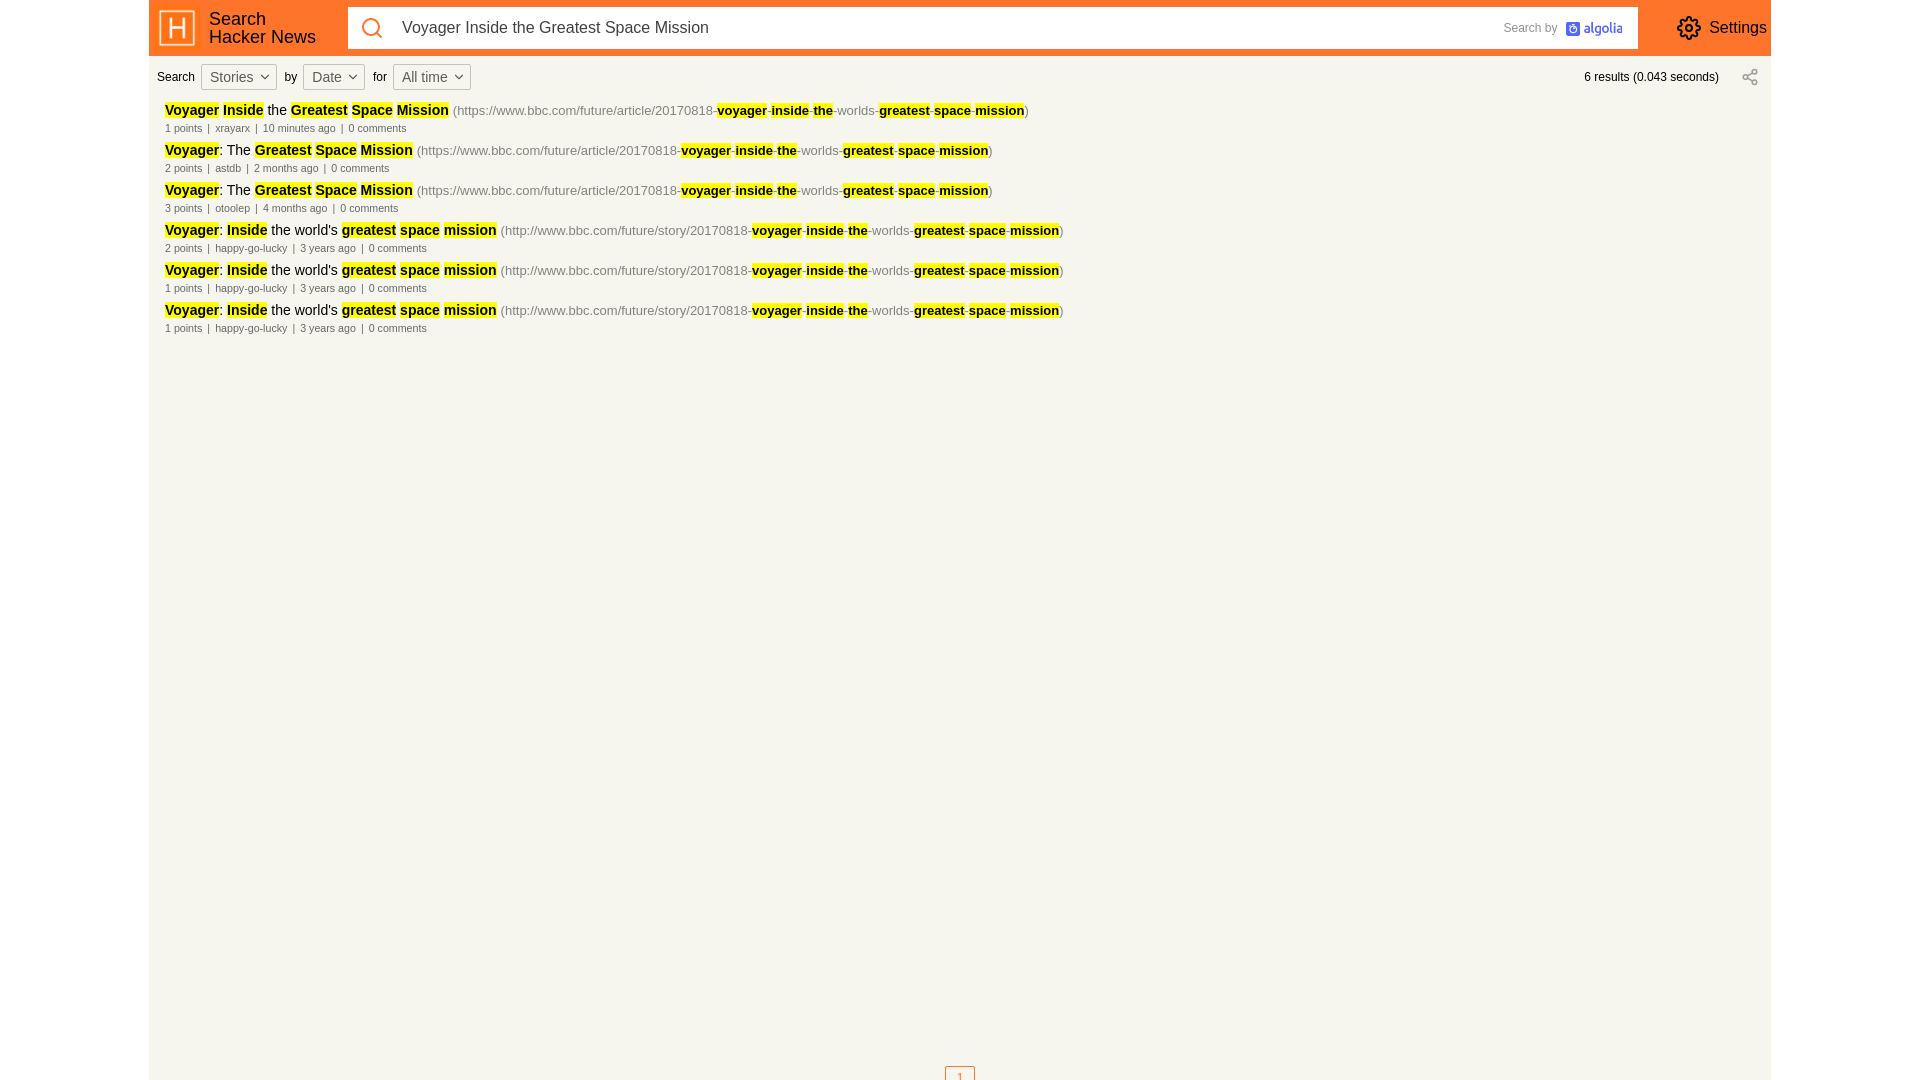 H
Search
Hacker News
Voyager Inside the Greatest Space Mission
Search by algolia
Settings
Search Stories by Date for All time
6 results (0.043 seconds)
Voyager Inside the Greatest Space Mission (https://www.bbc.com/future/article/20170818-voyager-inside-the-worlds-greatest-space-mission)
1 points | xrayarx | 10 minutes ago | 0 comments
Voyager: The Greatest Space Mission (https://www.bbc.com/future/article/20170818-voyager-inside-the-worlds-greatest-space-mission)
2 points | astdb | 2 months ago | 0 comments
Voyager: The Greatest Space Mission (https://www.bbc.com/future/article/20170818-voyager-inside-the-worlds-greatest-space-mission)
3 points | otoolep | 4 months ago | 0 comments
Voyager: Inside the world's greatest space mission (http://www.bbc.com/future/story/20170818-voyager-inside-the-worlds-greatest-space-mission)
2 points | happy-go-lucky | 3 years ago | 0 comments
Voyager: Inside the world's greatest space mission (http://www.bbc.com/future/story/20170818-voyager-inside-the-worlds-greatest-space-mission)
1 points | happy-go-lucky | 3 years ago | 0 comments
Voyager: Inside the world's greatest space mission (http://www.bbc.com/future/story/20170818-voyager-inside-the-worlds-greatest-space-mission)
1 points | happy-go-lucky | 3 years ago | 0 comments
1